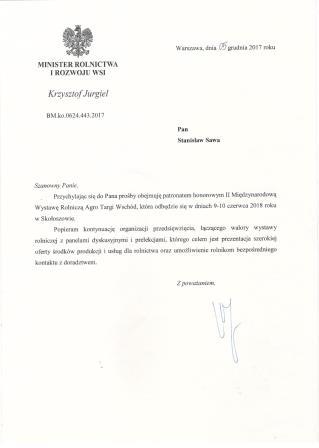 Warszawa, dnia grudnia 2017 roku
MINISTER ROLNICTWA
I ROZWOJU WSI
Krzysztof Jurgiel
BM.ko.0624.443.2017
Pan
Stanisław Sawa
Szanowny Panie,
Przychylając się do Pana prośby obejmuję patronatem honorowym II Międzynarodową
Wystawę Rolniczą Agro Targi Wschód, która odbędzie się w dniach 9-10 czerwca 2018 roku
w Skołoszowie.
Popieram kontynuację organizacji przedsięwzięcia, łączącego walory wystawy
rolniczej z panelami dyskusyjnymi i prelekcjami, którego celem jest prezentacja szerokiej
oferty środków produkcji i usług dla rolnictwa oraz umożliwienie rolnikom bezpośredniego
kontaktu z doradztwem.
Z poważaniem,